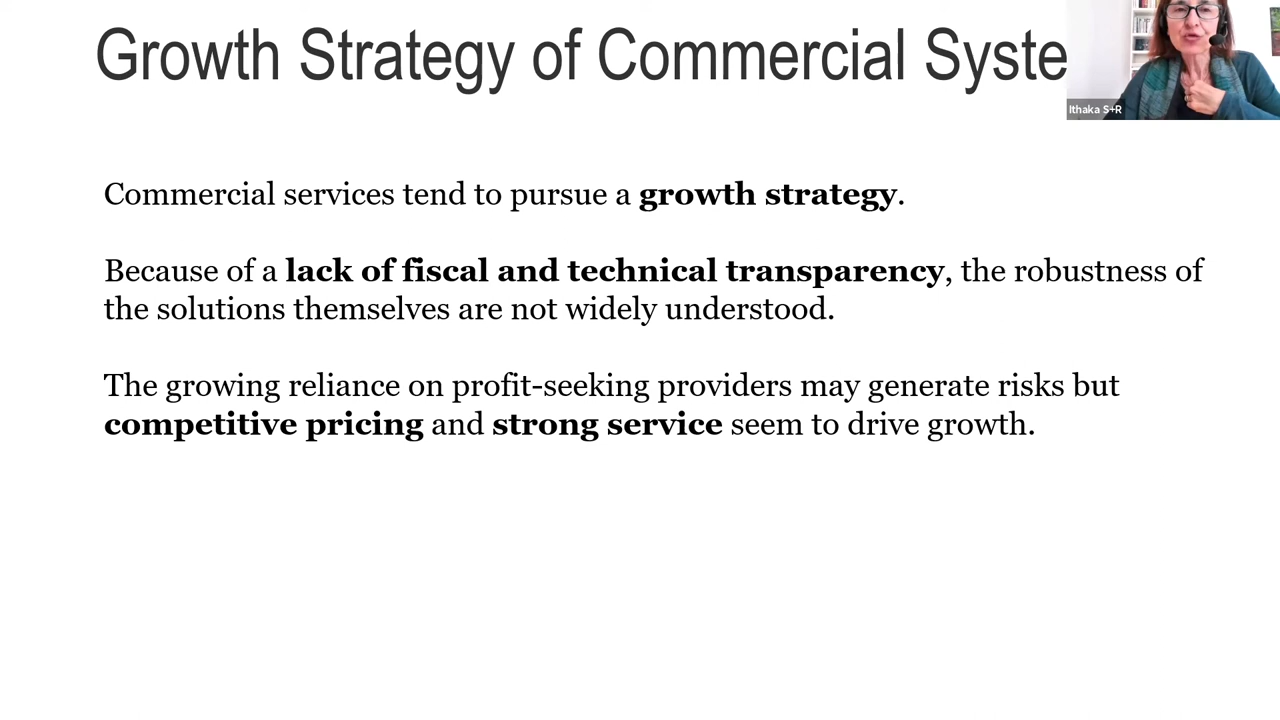 Growth Strategy of Commercial Syste
Ithaka S+R
Commercial services tend to pursue a growth strategy.
Because of a lack of fiscal and technical transparency, the robustness of
the solutions themselves are not widely understood.
The growing reliance on profit-seeking providers may generate risks but
competitive pricing and strong service seem to drive growth.